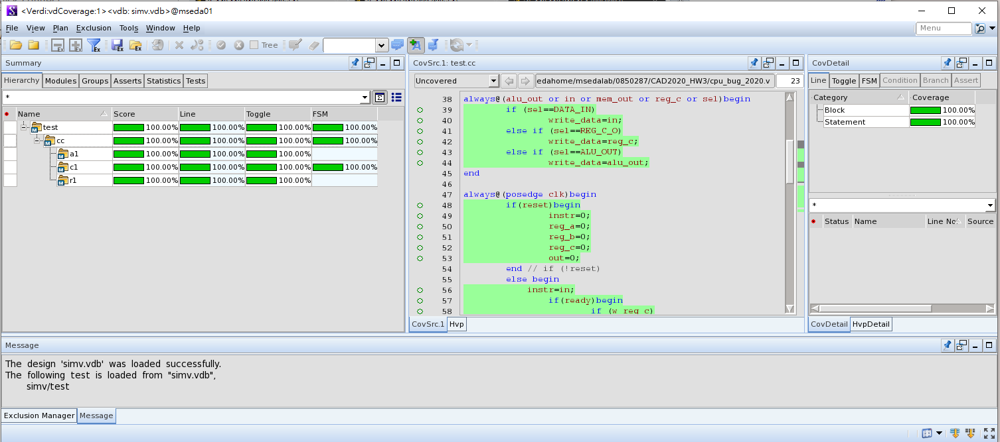 <Verdi:vdCoverage:1><vdb: simv.vdb>@mseda01
File View Plan Exclusion Tools Window Help Menu
Tree
Summary
Hierarchy Modules Groups Asserts Statistics Tests
*
Name Score Line Toggle FSM
test 100.00% 100.00% 100.00% 100.00%
cc 100.00% 100.00% 100.00% 100.00%
a1 100.00% 100.00% 100.00%
c1 100.00% 100.00% 100.00% 100.00%
r1 100.00% 100.00% 100.00%
CovSrc.1: test.cc
Uncovered edahome/msedalab/0850287/CAD2020_HW3/cpu_bug_2020.v 23
38 always@(alu_out or in or mem_out or reg_c or sel)begin
39 if (sel==DATA_IN)
40 write_data=in;
41 else if (sel==REG_C_O)
42 write_data=reg_c;
43 else if (sel==ALU_OUT)
44 write_data=alu_out;
45 end
46
47 always@(posedge clk)begin
48 if(reset)begin
49 instr=0;
50 reg_a=0;
51 reg_b=0;
52 reg_c=0;
53 out=0;
54 end // if (!reset)
55 else begin
56 instr=in;
57 if(ready)begin
58 if (w_reg_c)
CovSrc.1 Hvp
CovDetail
Line Toggle FSM Condition Branch Assert
Category Coverage
Block 100.00%
Statement 100.00%
*
Status Name Line No. Source
CovDetail HvpDetail
Message
The design 'simv.vdb' was loaded successfully.
The following test is loaded from "simv.vdb",
simv/test
Exclusion Manager Message